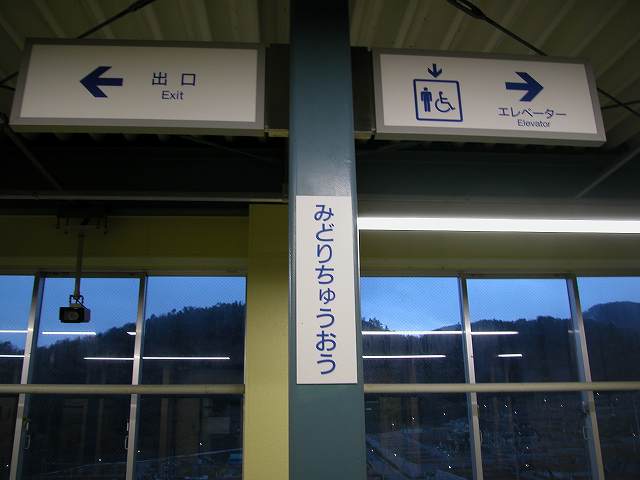 出口
Exit
エレベーター
Elevator
みどりちゅうおう